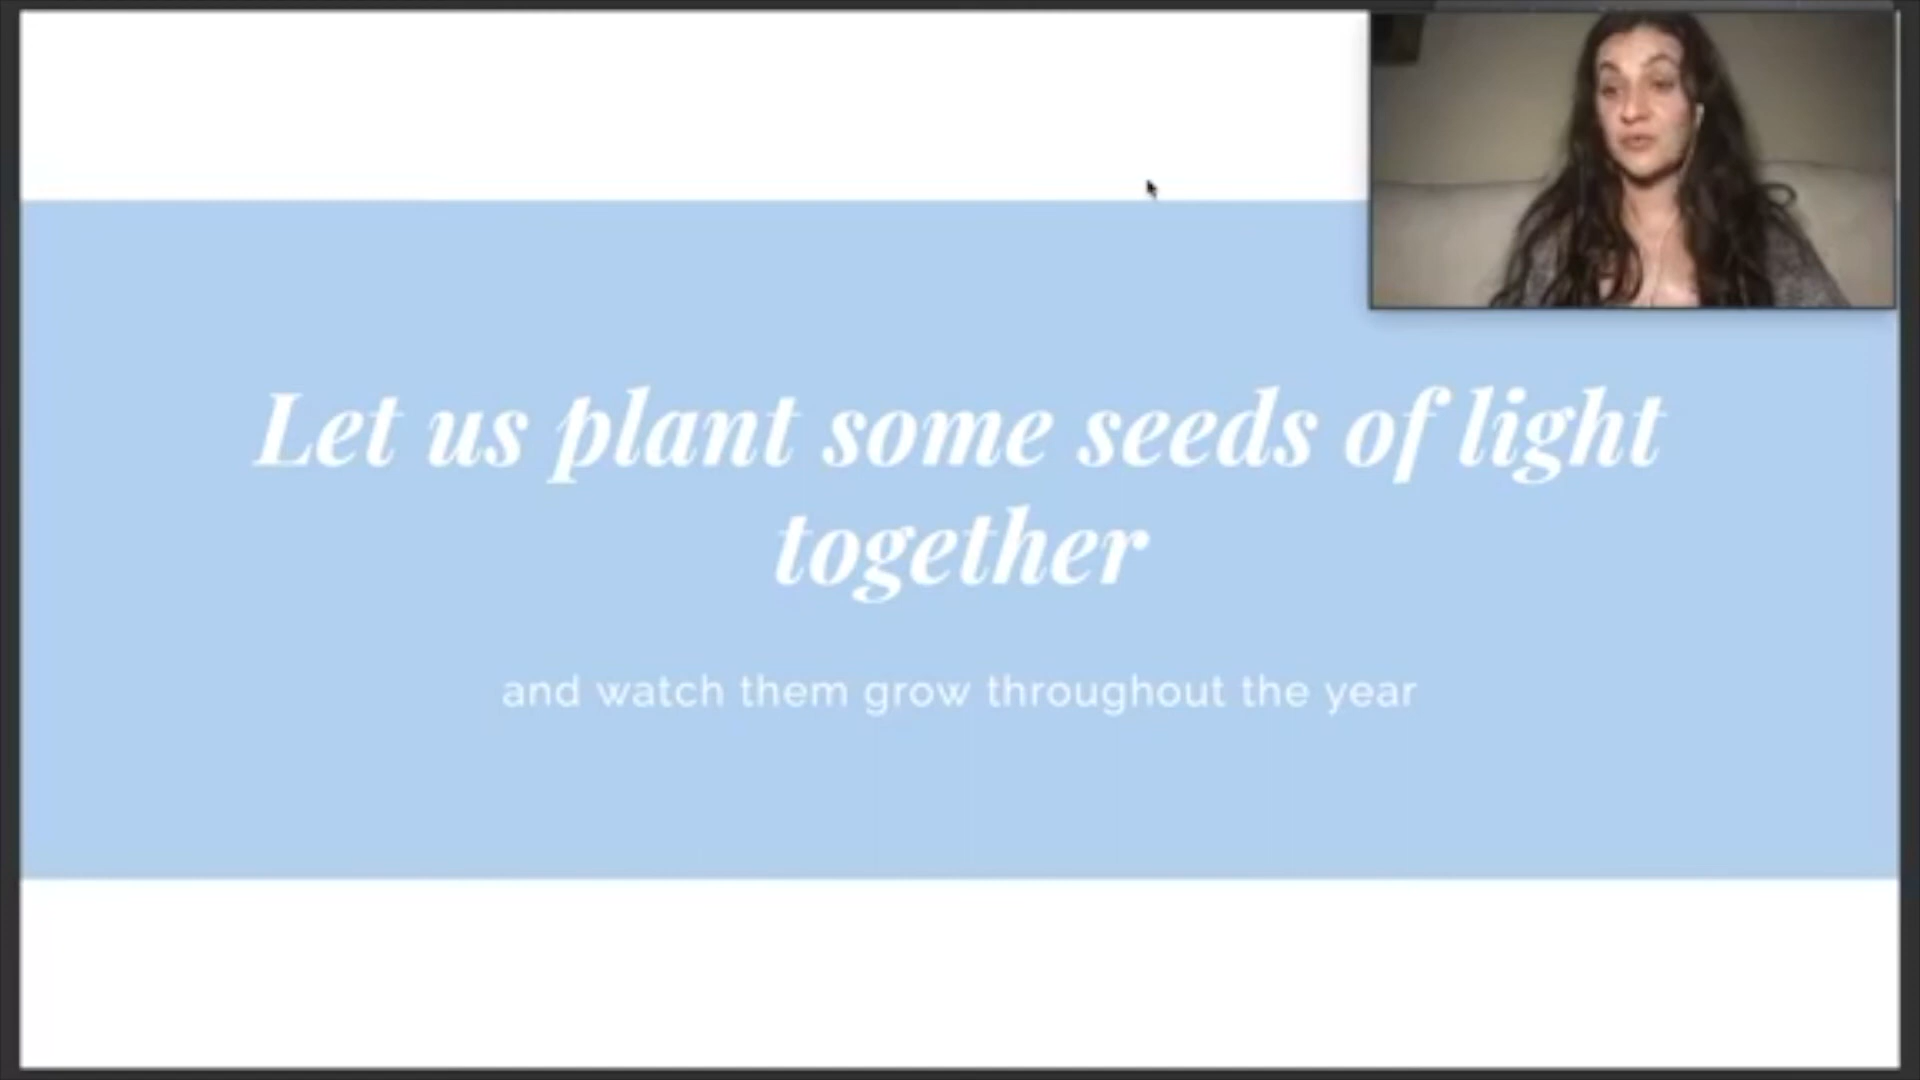 Let us plant some seeds of light
together
and watch them grow throughout the year